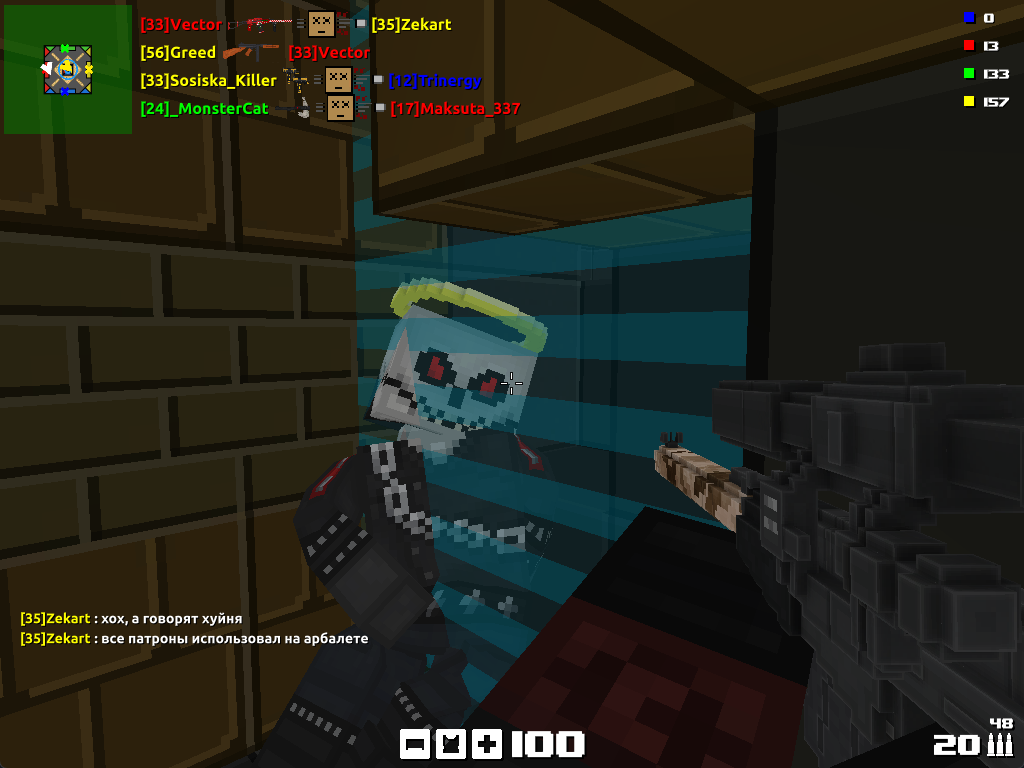 [33]Vector [35]Zekart
[56]Greed [33]Vector
[33]Sosiska_Killer [12]Trinergy
[24]_MonsterCat [17]Maksuta_337
0
13
133
157
[35]Zekart : хох, а говорят хуйня
[35]Zekart : все патроны использовал на арбалете
100
48
20